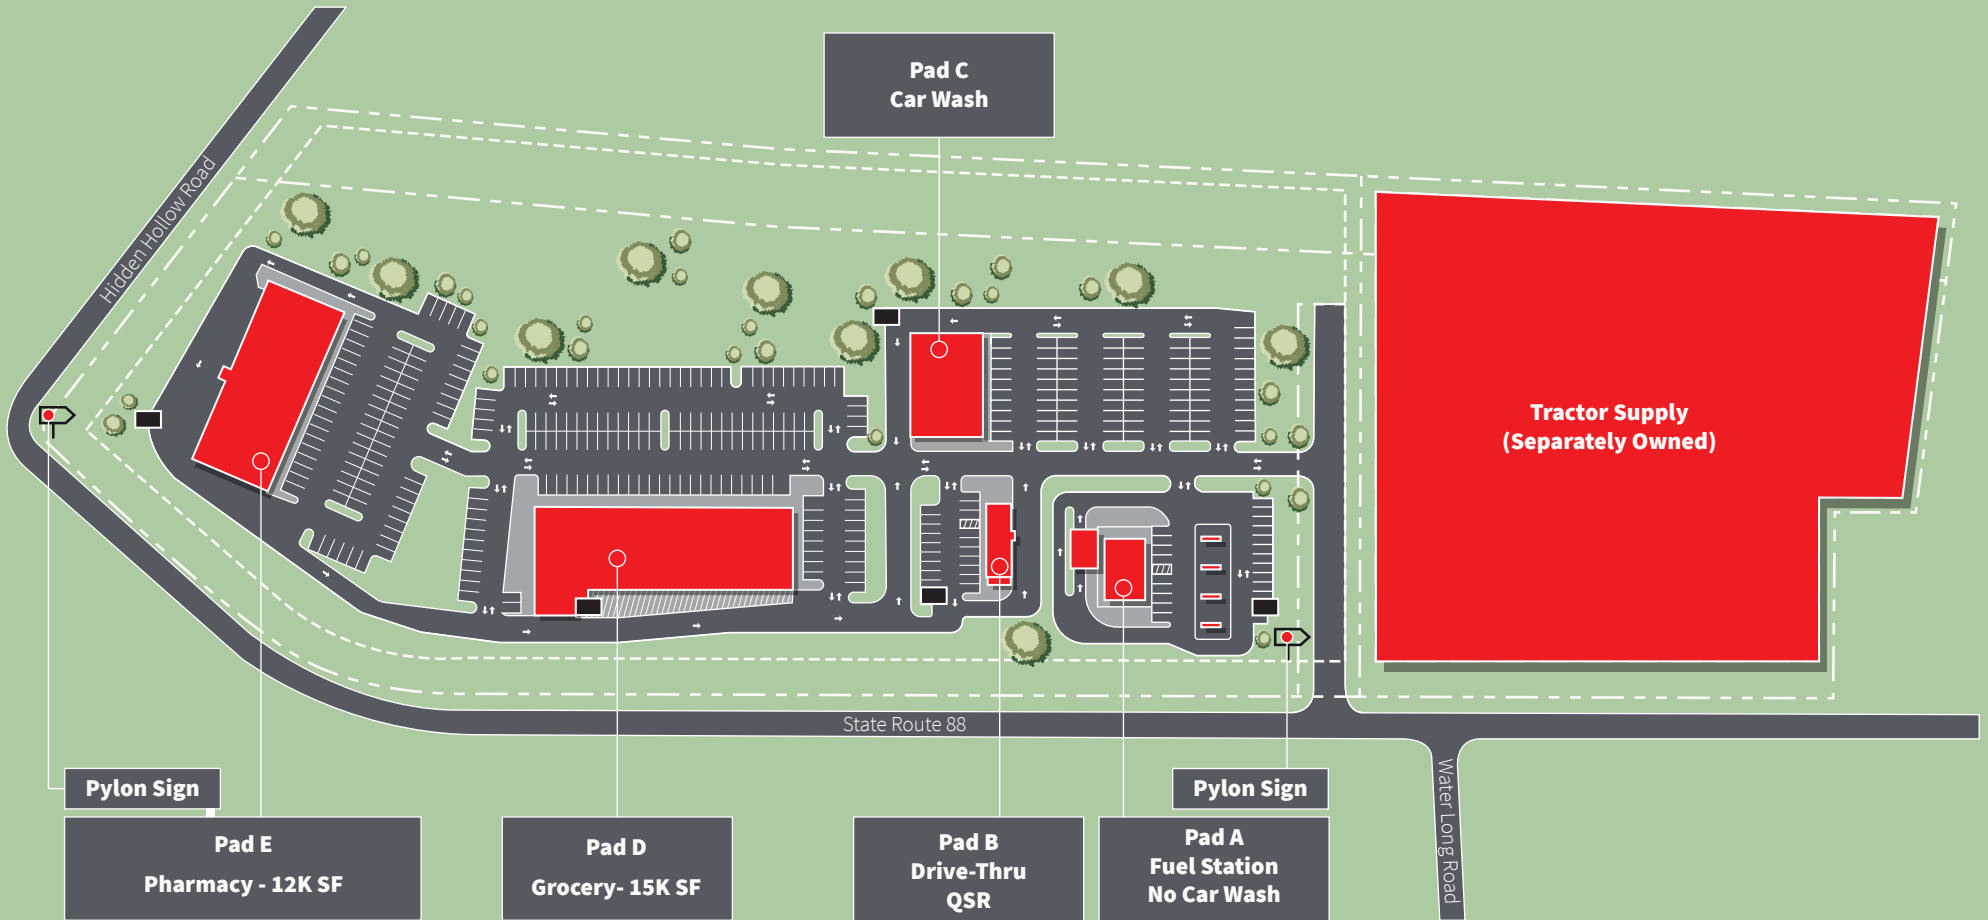 Pad C
Car Wash
Hidden Hollow Road
Tractor Supply
(Separately Owned)
State Route 88
Water Long Road
Pylon Sign
Pylon Sign
Pad E
Pharmacy - 12K SF
Pad D
Grocery- 15K SF
Pad B
Drive-Thru
QSR
Pad A
Fuel Station
No Car Wash